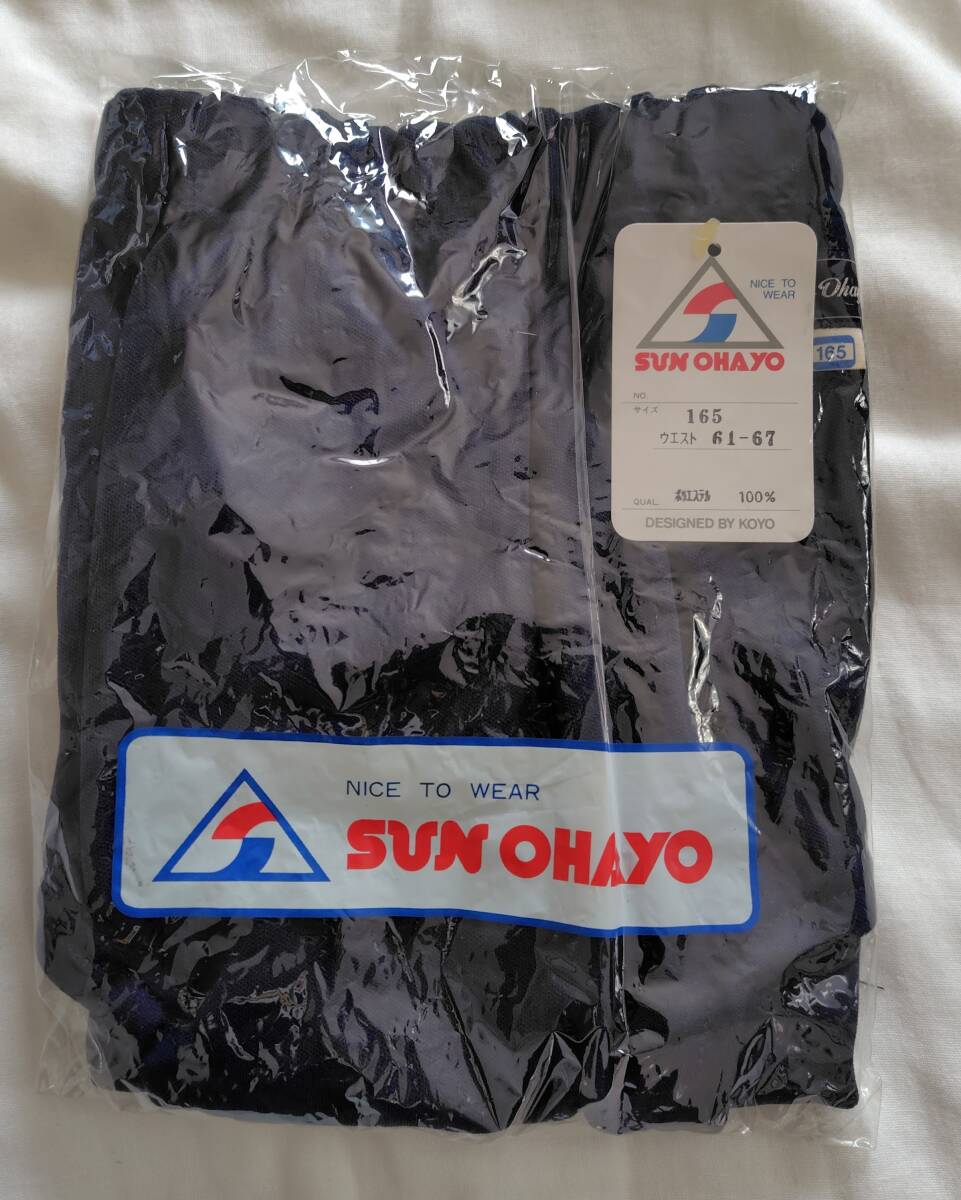 NICE TO
WEAR
SUN OHAYO
NO.
サイズ 165
ウエスト 61-67
QUAL. ポリエステル 100%
DESIGNED BY KOYO
165
NICE TO WEAR
SUN OHAYO